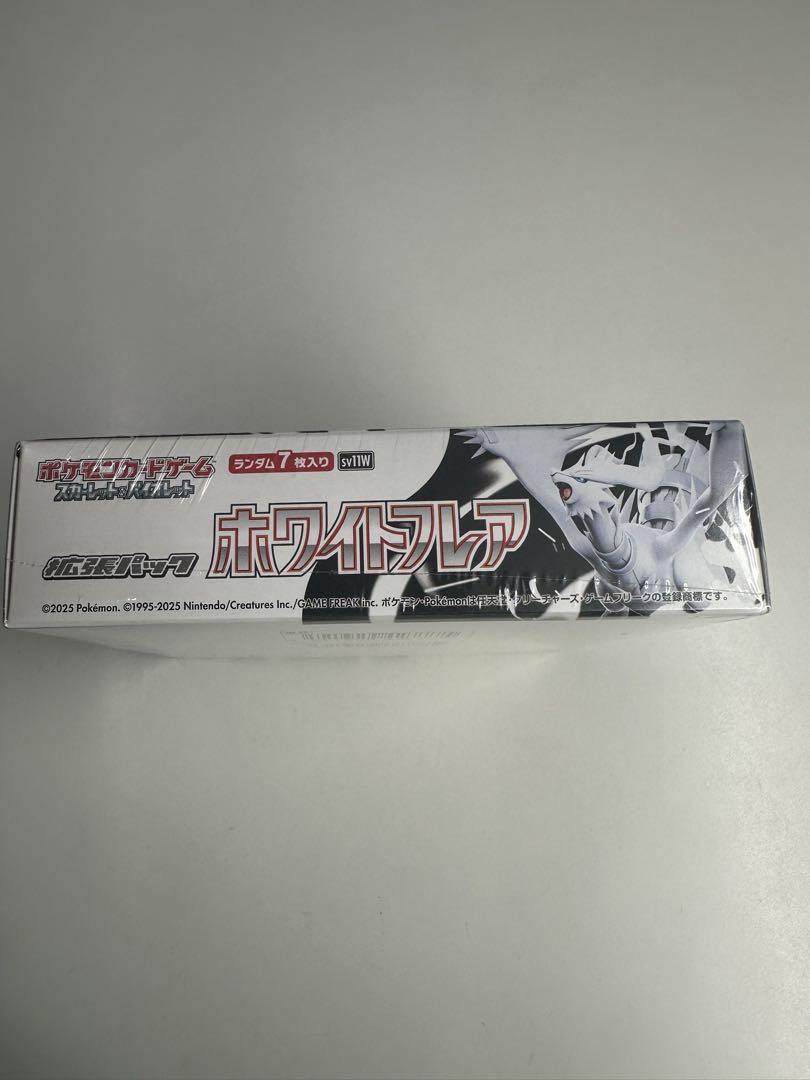 ポケモンカードゲーム
スカーレット&バイオレット
ランダム7枚入り sv11W
拡張パック
ホワイトフレア
©2025 Pokémon. ©1995-2025 Nintendo/Creatures Inc./GAME FREAK inc. ポケモン・Pokémonは任天堂・クリーチャーズ・ゲームフリークの登録商標です。